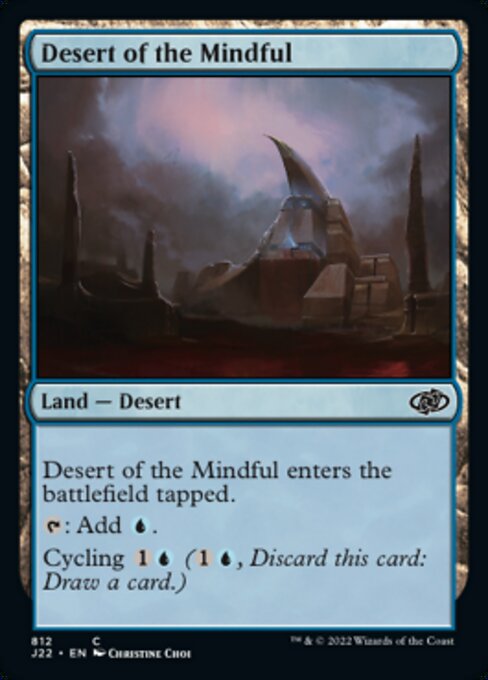 Desert of the Mindful
Land — Desert
Desert of the Mindful enters the
battlefield tapped.
: Add .
Cycling 1 (1 , Discard this card:
Draw a card.)
812 C
J22 • EN Christine Choi
™ & © 2022 Wizards of the Coast